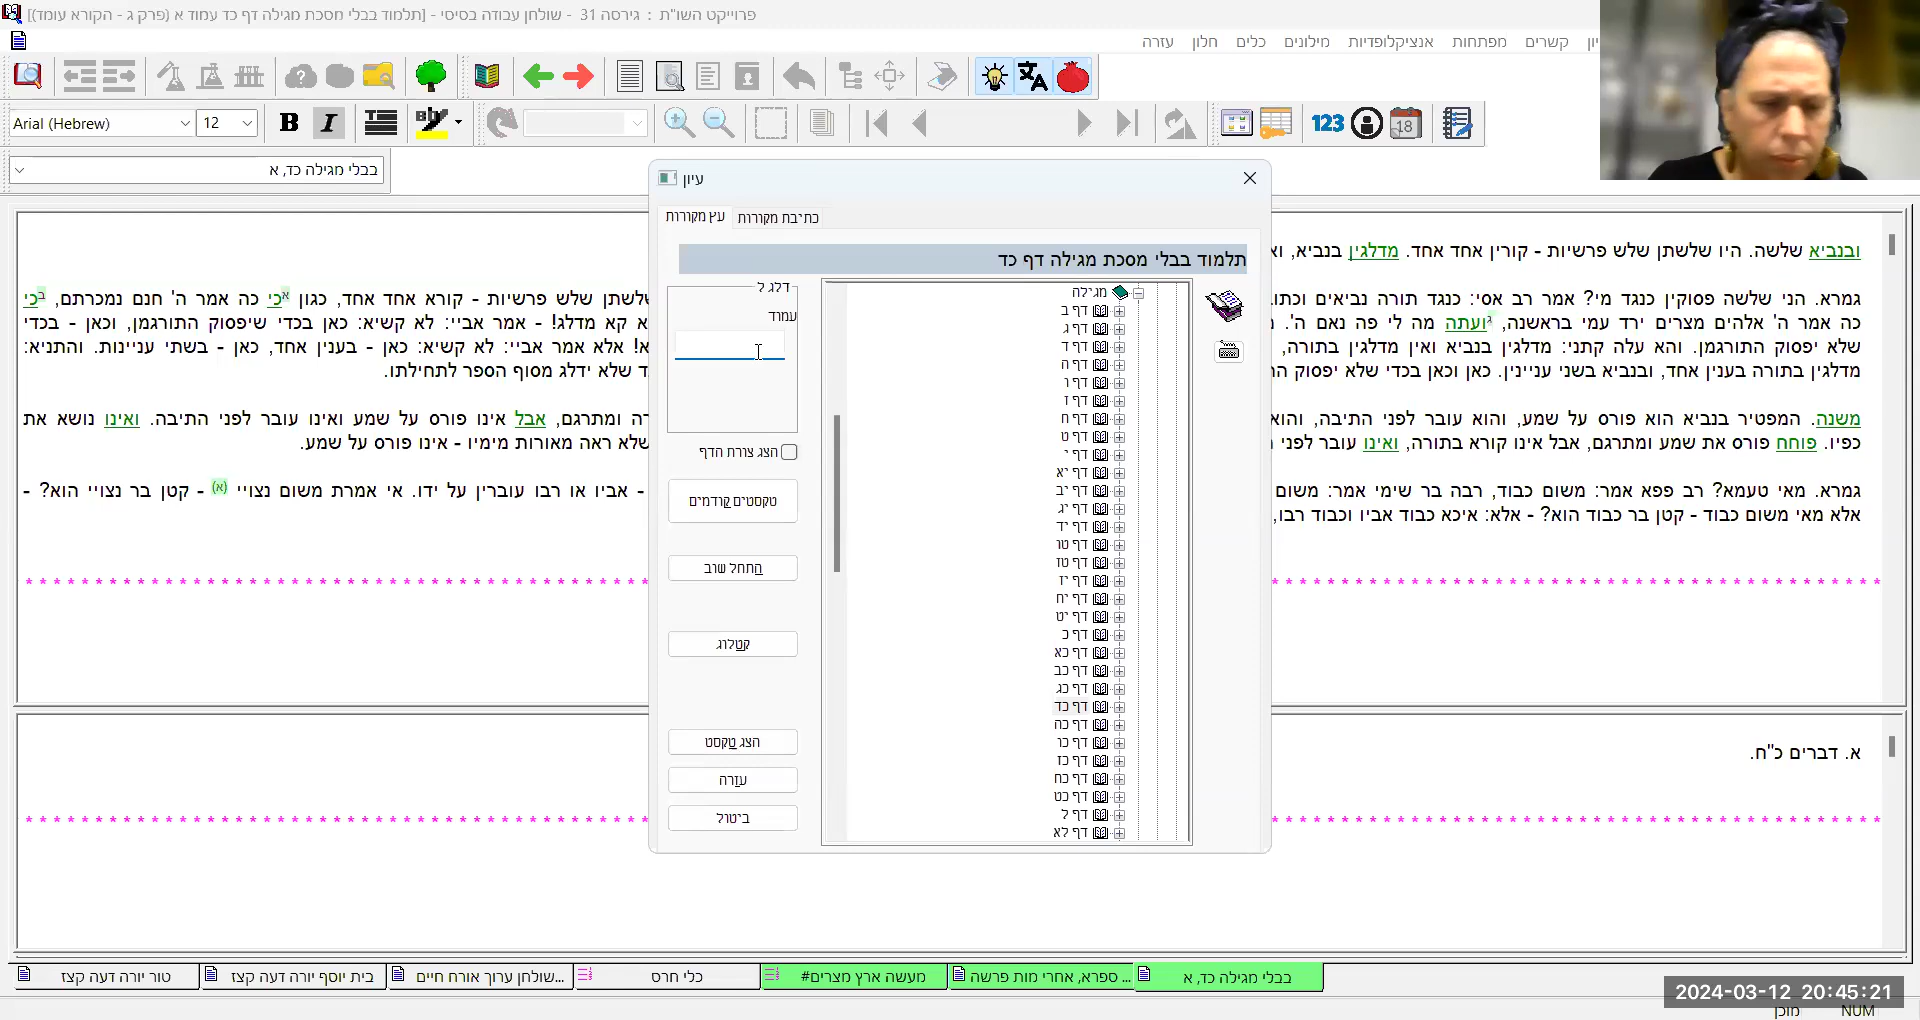 פרוייקט השו"ת : גירסה 31 - שולחן עבודה בסיסי - [תלמוד בבלי מסכת מגילה דף כד עמוד א (פרק ג - הקורא עומד)]
יון קשרים מפתחות אנציקלופדיות מילונים כלים חלון עזרה
Arial (Hebrew) 12 B I by 123 18
בבלי מגילה כד, א
עיון
עץ מקורות כתיבת מקורות
תלמוד בבלי מסכת מגילה דף כד
דלג ל
עמוד
הצג צורת הדף
טקסטים קודמים
התחל שוב
קטלוג
הצג טקסט
עזרה
ביטול
מגילה
דף ב
דף ג
דף ד
דף ה
דף ו
דף ז
דף ח
דף ט
דף י
דף יא
דף יב
דף יג
דף יד
דף טו
דף טז
דף יז
דף יח
דף יט
דף כ
דף כא
דף כב
דף כג
דף כד
דף כה
דף כו
דף כז
דף כח
דף כט
דף ל
דף לא
ובנביא שלשה. היו שלשתן שלש פרשיות - קורין אחד אחד. מדלגין בנביא, וא
גמרא. הני שלשה פסוקין כנגד מי? אמר רב אסי: כנגד תורה נביאים וכתו
כה אמר ה' אלהים מצרים ירד עמי בראשנה, גועתה מה לי פה נאם ה'.
שלא יפסוק התורגמן. והא עלה קתני: מדלגין בנביא ואין מדלגין בתורה,
מדלגין בתורה בענין אחד, ובנביא בשני עניינין. כאן וכאן בכדי שלא יפסוק
משנה. המפטיר בנביא הוא פורס על שמע, והוא עובר לפני התיבה, והוא
כפיו. פוחח פורס את שמע ומתרגם, אבל אינו קורא בתורה, ואינו עובר לפני
גמרא. מאי טעמא? רב פפא אמר: משום כבוד, רבה בר שימי אמר: משום
אלא מאי משום כבוד - קטן בר כבוד הוא? - אלא: איכא כבוד אביו וכבוד רבו,
שלשתן שלש פרשיות - קורא אחד אחד, כגון אכי כה אמר ה' חנם נמכרתם, בכי
א קא מדלג! - אמר אביי: לא קשיא: כאן בכדי שיפסוק התורגמן, וכאן - בכדי
א! אלא אמר אביי: לא קשיא: כאן - בענין אחד, כאן - בשתי עניינות. והתניא:
ד שלא ידלג מסוף הספר לתחילתו.
דה ומתרגם, אבל אינו פורס על שמע ואינו עובר לפני התיבה. ואינו נושא את
שלא ראה מאורות מימיו - אינו פורס על שמע.
- אביו או רבו עוברין על ידו. אי אמרת משום נצויי (א) - קטן בר נצויי הוא? -
א. דברים כ"ח.
בבלי מגילה כד, א
ספרא, אחרי מות פרשה ...
מעשה ארץ מצרים#
כלי חרס
שולחן ערוך אורח חיים...
בית יוסף יורה דעה קצז
טור יורה דעה קצז
2024-03-12 20:45:21
מוכן NUM